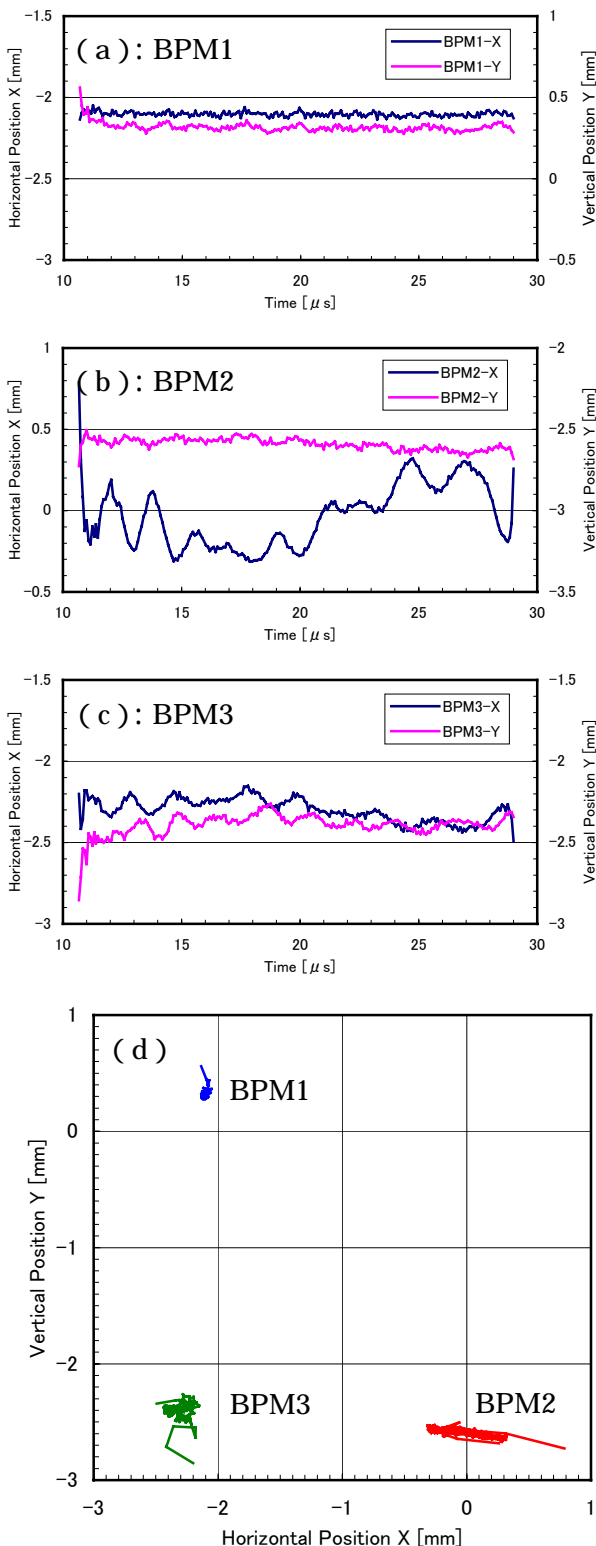 (a): BPM1
BPM1-X
BPM1-Y
Horizontal Position X [mm]
-1.5
-2
-2.5
-3
1
0.5
0
-0.5
Vertical Position Y [mm]
10 15 20 25 30
Time [μs]
(b): BPM2
BPM2-X
BPM2-Y
Horizontal Position X [mm]
1
0.5
0
-0.5
-2
-2.5
-3
-3.5
Vertical Position Y [mm]
10 15 20 25 30
Time [μs]
(c): BPM3
BPM3-X
BPM3-Y
Horizontal Position X [mm]
-1.5
-2
-2.5
-3
-1.5
-2
-2.5
-3
Vertical Position Y [mm]
10 15 20 25 30
Time [μs]
(d)
BPM1
BPM3
BPM2
Vertical Position Y [mm]
1
0
-1
-2
-3
-3 -2 -1 0 1
Horizontal Position X [mm]